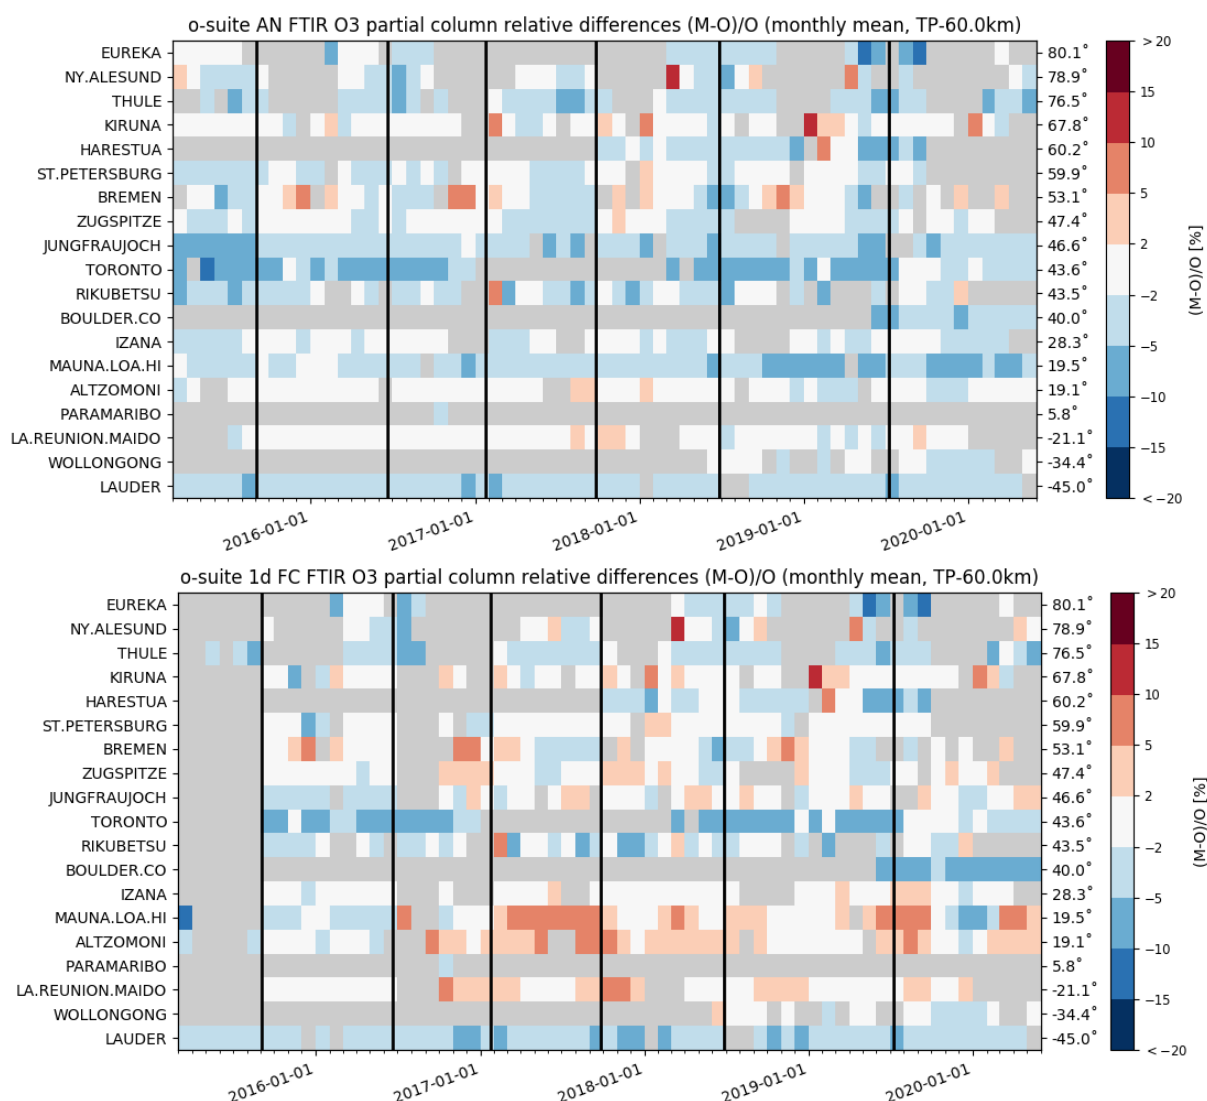 o-suite AN FTIR O3 partial column relative differences (M-O)/O (monthly mean, TP-60.0km)
EUREKA 80.1˚
NY.ALESUND 78.9˚
THULE 76.5˚
KIRUNA 67.8˚
HARESTUA 60.2˚
ST.PETERSBURG 59.9˚
BREMEN 53.1˚
ZUGSPITZE 47.4˚
JUNGFRAUJOCH 46.6˚
TORONTO 43.6˚
RIKUBETSU 43.5˚
BOULDER.CO 40.0˚
IZANA 28.3˚
MAUNA.LOA.HI 19.5˚
ALTZOMONI 19.1˚
PARAMARIBO 5.8˚
LA.REUNION.MAIDO -21.1˚
WOLLONGONG -34.4˚
LAUDER -45.0˚
2016-01-01 2017-01-01 2018-01-01 2019-01-01 2020-01-01
> 20
15
10
5
2
−2
−5
−10
−15
< −20
(M-O)/O [%]
o-suite 1d FC FTIR O3 partial column relative differences (M-O)/O (monthly mean, TP-60.0km)
EUREKA 80.1˚
NY.ALESUND 78.9˚
THULE 76.5˚
KIRUNA 67.8˚
HARESTUA 60.2˚
ST.PETERSBURG 59.9˚
BREMEN 53.1˚
ZUGSPITZE 47.4˚
JUNGFRAUJOCH 46.6˚
TORONTO 43.6˚
RIKUBETSU 43.5˚
BOULDER.CO 40.0˚
IZANA 28.3˚
MAUNA.LOA.HI 19.5˚
ALTZOMONI 19.1˚
PARAMARIBO 5.8˚
LA.REUNION.MAIDO -21.1˚
WOLLONGONG -34.4˚
LAUDER -45.0˚
2016-01-01 2017-01-01 2018-01-01 2019-01-01 2020-01-01
> 20
15
10
5
2
−2
−5
−10
−15
< −20
(M-O)/O [%]